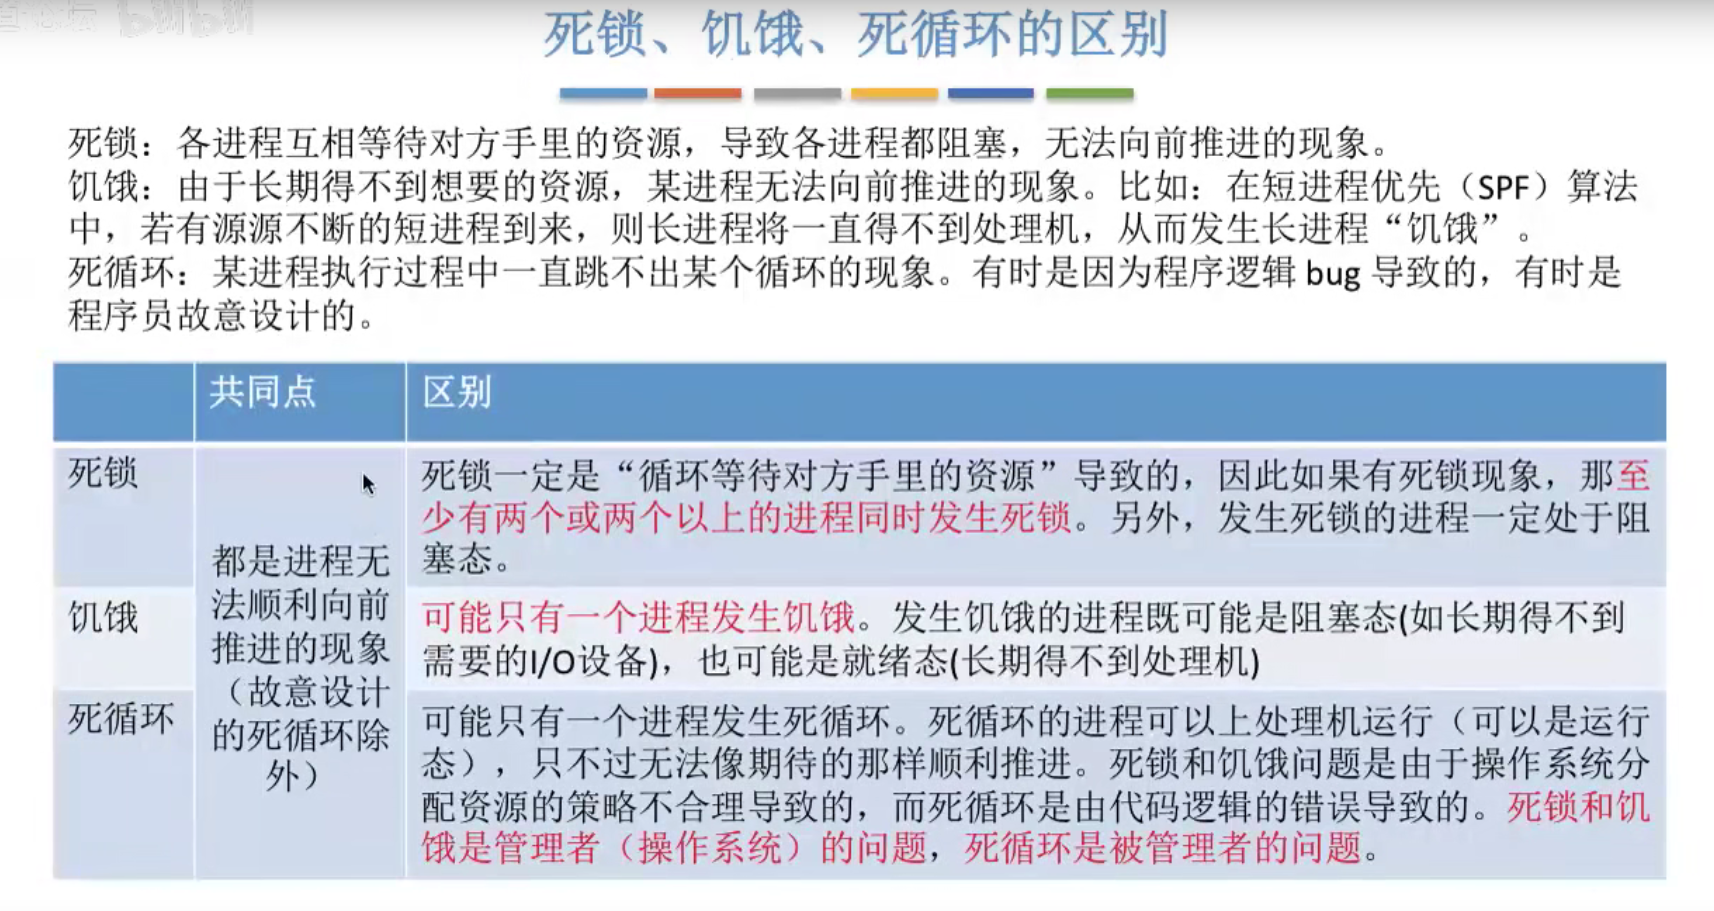 bilibili
死锁、饥饿、死循环的区别
死锁：各进程互相等待对方手里的资源，导致各进程都阻塞，无法向前推进的现象。
饥饿：由于长期得不到想要的资源，某进程无法向前推进的现象。比如：在短进程优先（SPF）算法
中，若有源源不断的短进程到来，则长进程将一直得不到处理机，从而发生长进程“饥饿”。
死循环：某进程执行过程中一直跳不出某个循环的现象。有时是因为程序逻辑 bug 导致的，有时是
程序员故意设计的。
共同点
区别
死锁
都是进程无
法顺利向前
推进的现象
（故意设计
的死循环除
外）
死锁一定是“循环等待对方手里的资源”导致的，因此如果有死锁现象，那至
少有两个或两个以上的进程同时发生死锁。另外，发生死锁的进程一定处于阻
塞态。
饥饿
可能只有一个进程发生饥饿。发生饥饿的进程既可能是阻塞态(如长期得不到
需要的I/O设备)，也可能是就绪态(长期得不到处理机)
死循环
可能只有一个进程发生死循环。死循环的进程可以上处理机运行（可以是运行
态），只不过无法像期待的那样顺利推进。死锁和饥饿问题是由于操作系统分
配资源的策略不合理导致的，而死循环是由代码逻辑的错误导致的。死锁和饥
饿是管理者（操作系统）的问题，死循环是被管理者的问题。